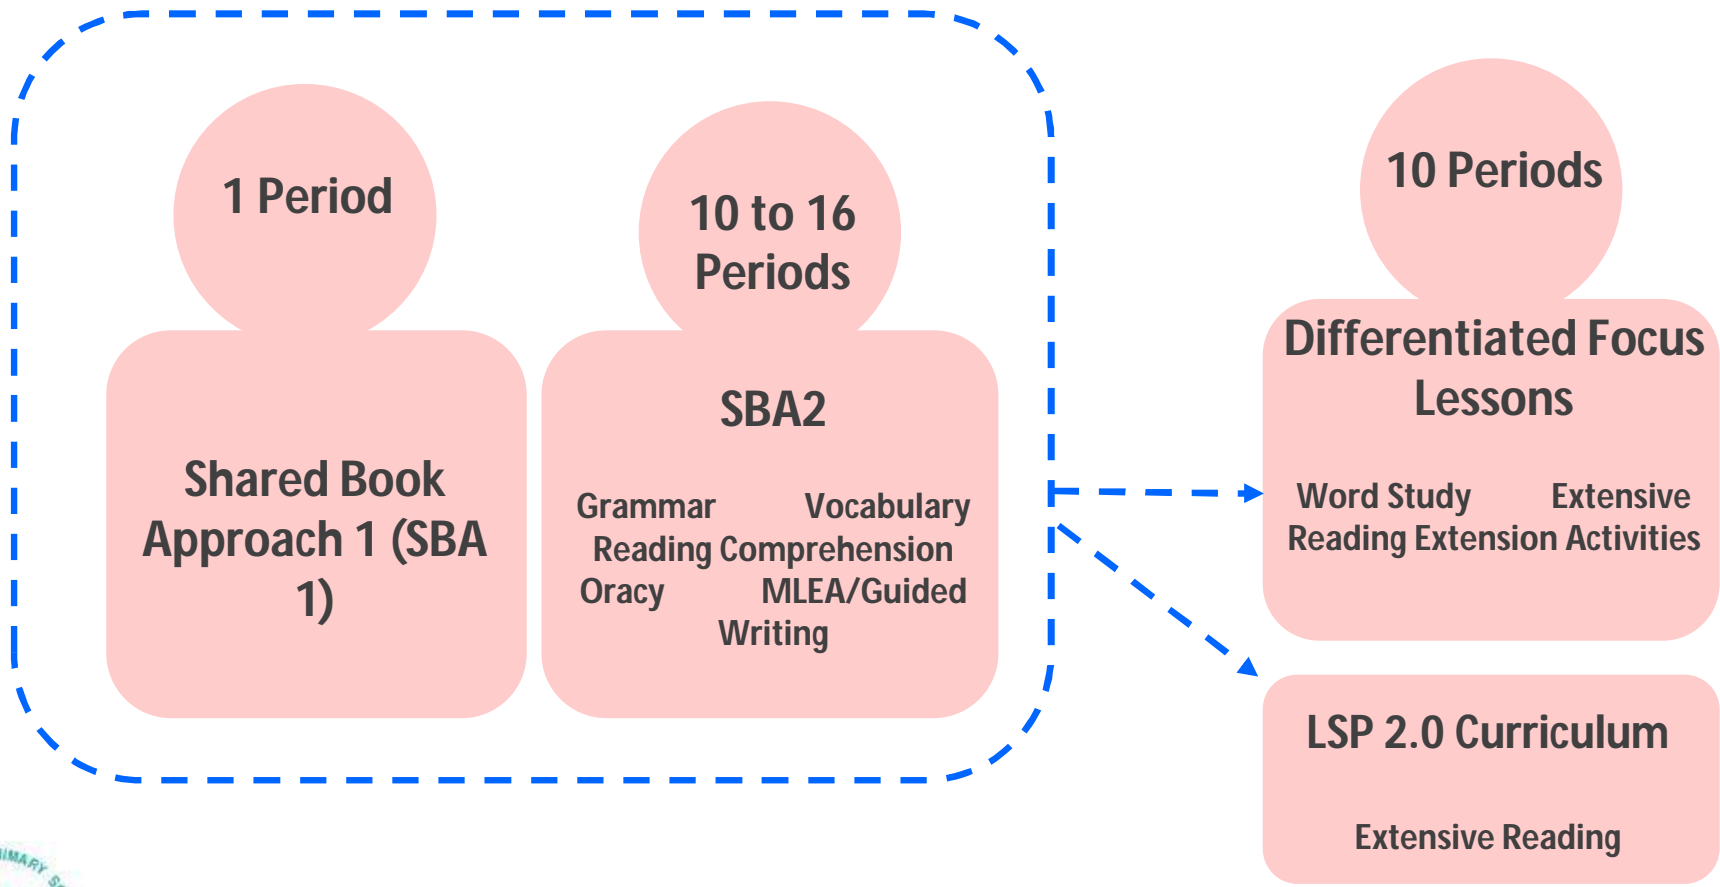 1 Period
Shared Book
Approach 1 (SBA
1)
10 to 16
Periods
SBA2
Grammar Vocabulary
Reading Comprehension
Oracy MLEA/Guided
Writing
10 Periods
Differentiated Focus
Lessons
Word Study Extensive
Reading Extension Activities
LSP 2.0 Curriculum
Extensive Reading